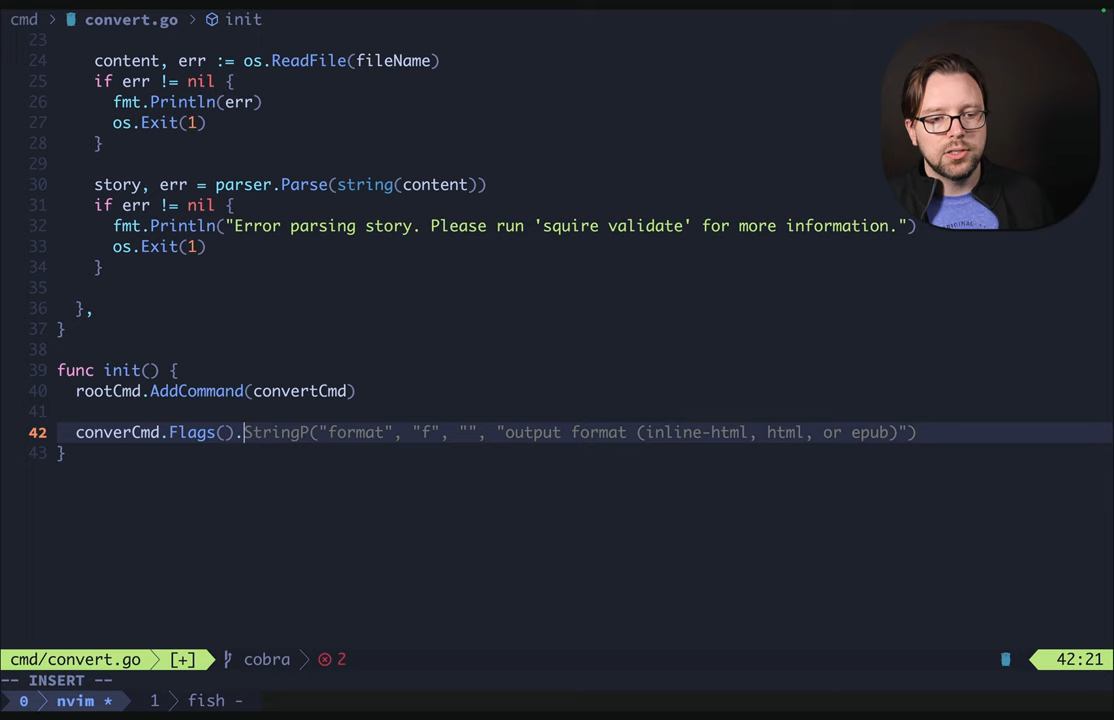 cmd > convert.go > init
23
24 content, err := os.ReadFile(fileName)
25 if err != nil {
26 fmt.Println(err)
27 os.Exit(1)
28 }
29
30 story, err = parser.Parse(string(content))
31 if err != nil {
32 fmt.Println("Error parsing story. Please run 'squire validate' for more information.")
33 os.Exit(1)
34 }
35
36 },
37 }
38
39 func init() {
40 rootCmd.AddCommand(convertCmd)
41
42 converCmd.Flags().StringP("format", "f", "", "output format (inline-html, html, or epub)")
43 }
cmd/convert.go [+] cobra 2 42:21
-- INSERT --
0 nvim * 1 fish -